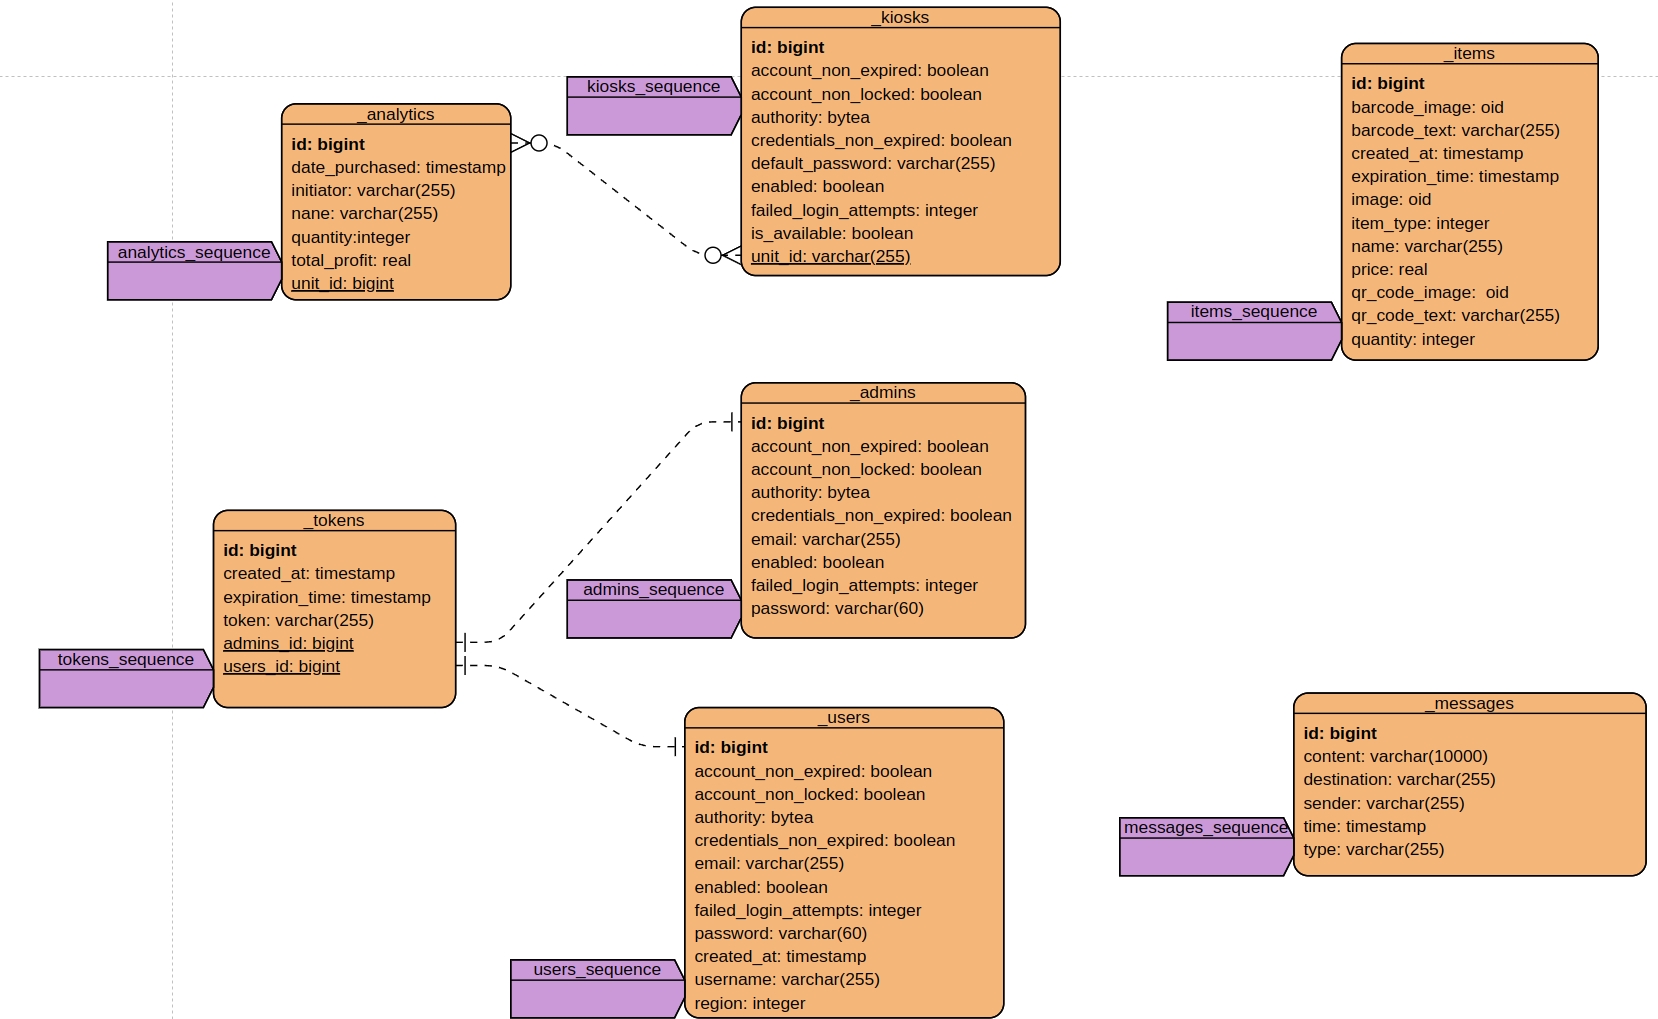 _kiosks
id: bigint
account_non_expired: boolean
account_non_locked: boolean
authority: bytea
credentials_non_expired: boolean
default_password: varchar(255)
enabled: boolean
failed_login_attempts: integer
is_available: boolean
unit_id: varchar(255)
kiosks_sequence
_items
id: bigint
barcode_image: oid
barcode_text: varchar(255)
created_at: timestamp
expiration_time: timestamp
image: oid
item_type: integer
name: varchar(255)
price: real
qr_code_image:  oid
qr_code_text: varchar(255)
quantity: integer
items_sequence
_analytics
id: bigint
date_purchased: timestamp
initiator: varchar(255)
nane: varchar(255)
quantity:integer
total_profit: real
unit_id: bigint
analytics_sequence
_admins
id: bigint
account_non_expired: boolean
account_non_locked: boolean
authority: bytea
credentials_non_expired: boolean
email: varchar(255)
enabled: boolean
failed_login_attempts: integer
password: varchar(60)
admins_sequence
_tokens
id: bigint
created_at: timestamp
expiration_time: timestamp
token: varchar(255)
admins_id: bigint
users_id: bigint
tokens_sequence
_users
id: bigint
account_non_expired: boolean
account_non_locked: boolean
authority: bytea
credentials_non_expired: boolean
email: varchar(255)
enabled: boolean
failed_login_attempts: integer
password: varchar(60)
created_at: timestamp
username: varchar(255)
region: integer
users_sequence
_messages
id: bigint
content: varchar(10000)
destination: varchar(255)
sender: varchar(255)
time: timestamp
type: varchar(255)
messages_sequence